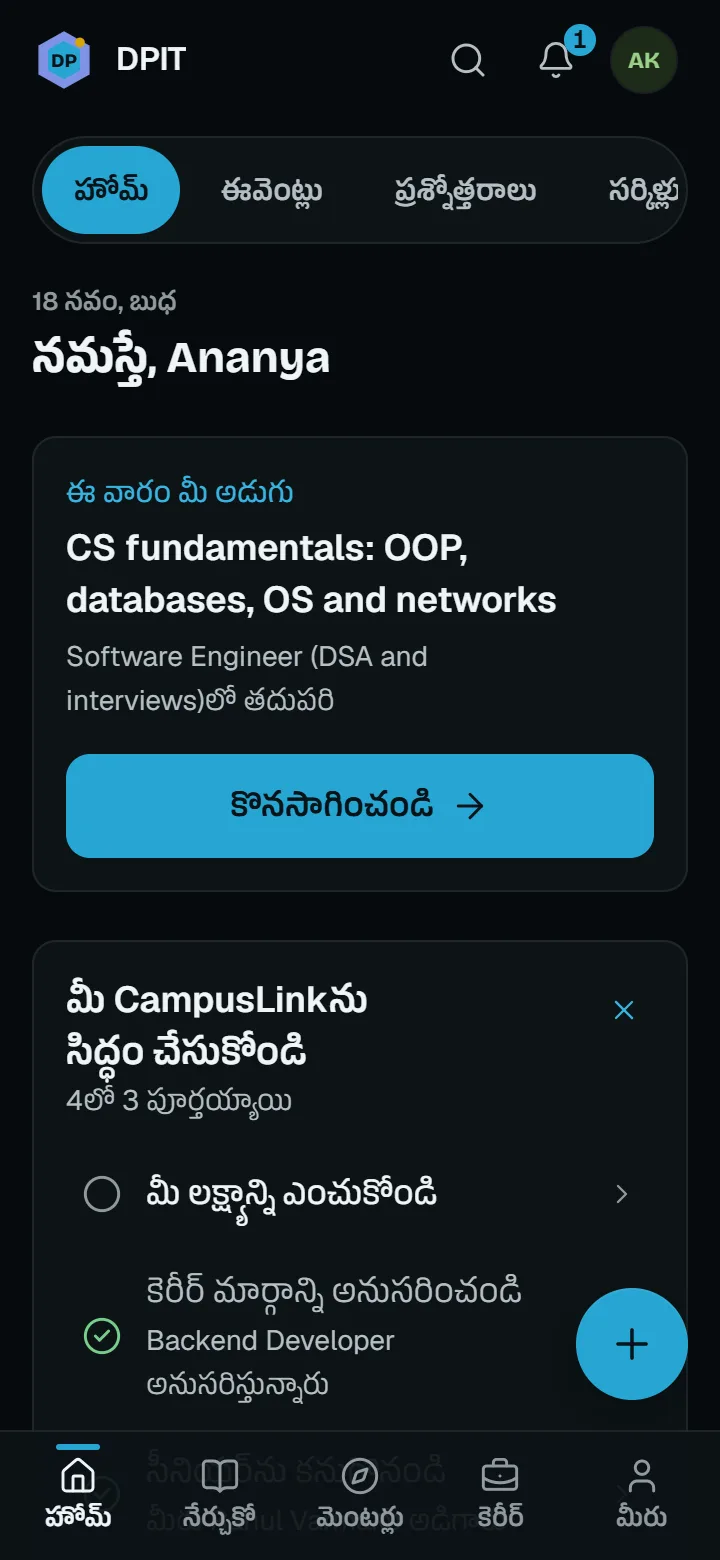 DP
DPIT
1
AK
హోమ్
ఈవెంట్లు
ప్రశ్నోత్తరాలు
సర్కిళ్లు
18 నవం, బుధ
నమస్తే, Ananya
ఈ వారం మీ అడుగు
CS fundamentals: OOP,
databases, OS and networks
Software Engineer (DSA and
interviews)లో తదుపరి
కొనసాగించండి
మీ CampusLinkను
సిద్ధం చేసుకోండి
4లో 3 పూర్తయ్యాయి
మీ లక్ష్యాన్ని ఎంచుకోండి
కెరీర్ మార్గాన్ని అనుసరించండి
Backend Developer
అనుసరిస్తున్నారు
హోమ్
నేర్చుకో
మెంటర్లు
కెరీర్
మీరు